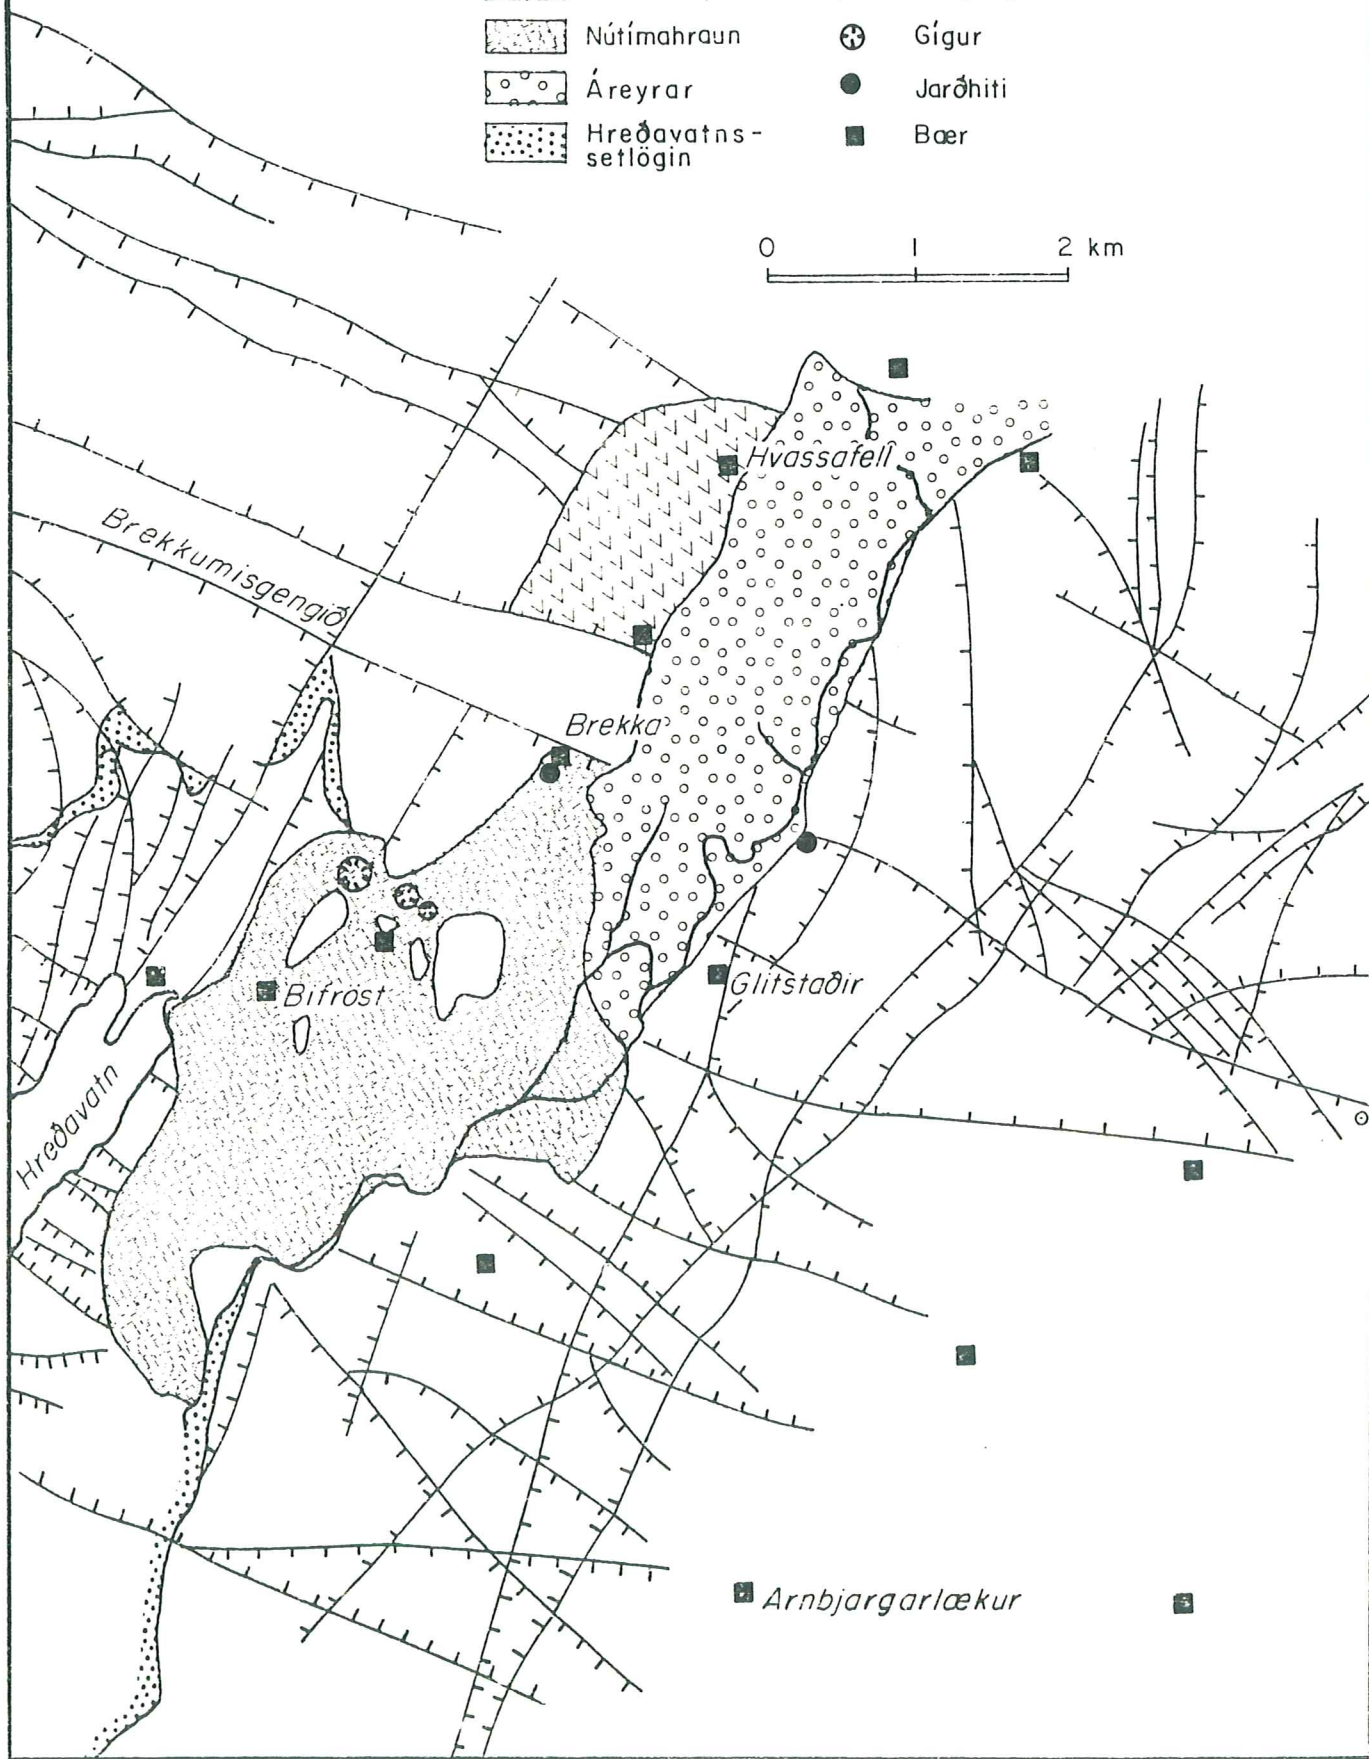 Nútímahraun
Gígur
Áreyrar
Jarðhiti
Hreðavatns-
setlögin
Bær
0 1 2 km
Hvassafell
Brekkumisgengið
Brekka
Glitstaðir
Bifröst
Hreðavatn
Arnbjargarlækur